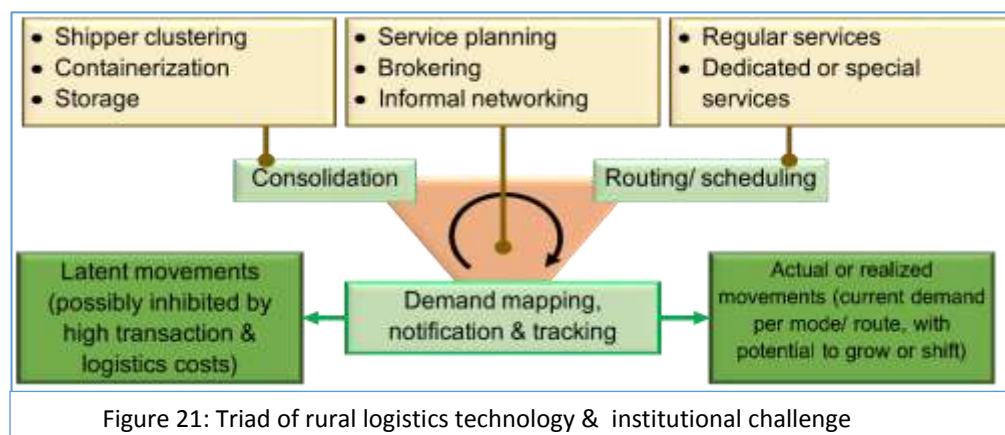 • Shipper clustering
• Containerization
• Storage
• Service planning
• Brokering
• Informal networking
• Regular services
• Dedicated or special
services
Consolidation
Routing/ scheduling
Latent movements
(possibly inhibited by
high transaction &
logistics costs)
Demand mapping,
notification & tracking
Actual or realized
movements (current demand
per mode/ route, with
potential to grow or shift)
Figure 21: Triad of rural logistics technology & institutional challenge